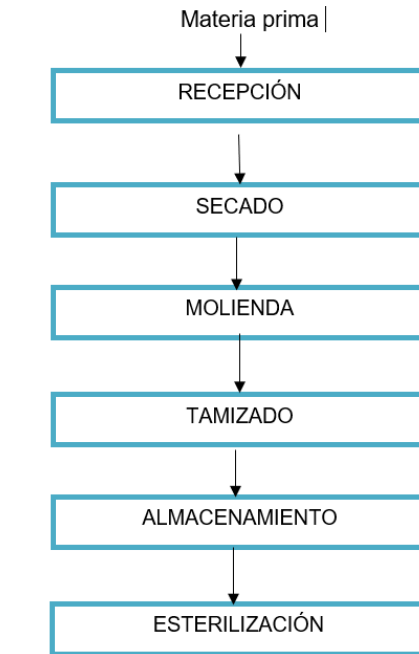 Materia prima
RECEPCIÓN
SECADO
MOLIENDA
TAMIZADO
ALMACENAMIENTO
ESTERILIZACIÓN